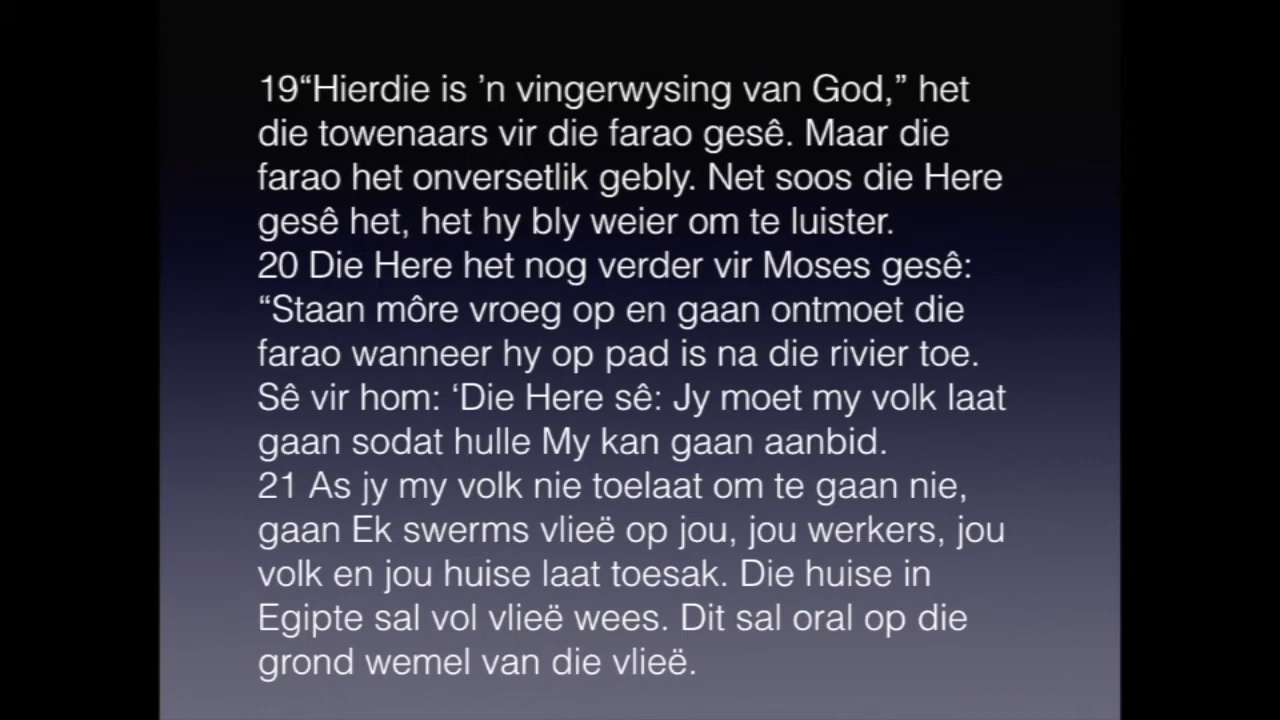 19“Hierdie is ’n vingerwysing van God,” het
die towenaars vir die farao gesê. Maar die
farao het onversetlik gebly. Net soos die Here
gesê het, het hy bly weier om te luister.
20 Die Here het nog verder vir Moses gesê:
“Staan môre vroeg op en gaan ontmoet die
farao wanneer hy op pad is na die rivier toe.
Sê vir hom: ‘Die Here sê: Jy moet my volk laat
gaan sodat hulle My kan gaan aanbid.
21 As jy my volk nie toelaat om te gaan nie,
gaan Ek swerms vlieë op jou, jou werkers, jou
volk en jou huise laat toesak. Die huise in
Egipte sal vol vlieë wees. Dit sal oral op die
grond wemel van die vlieë.